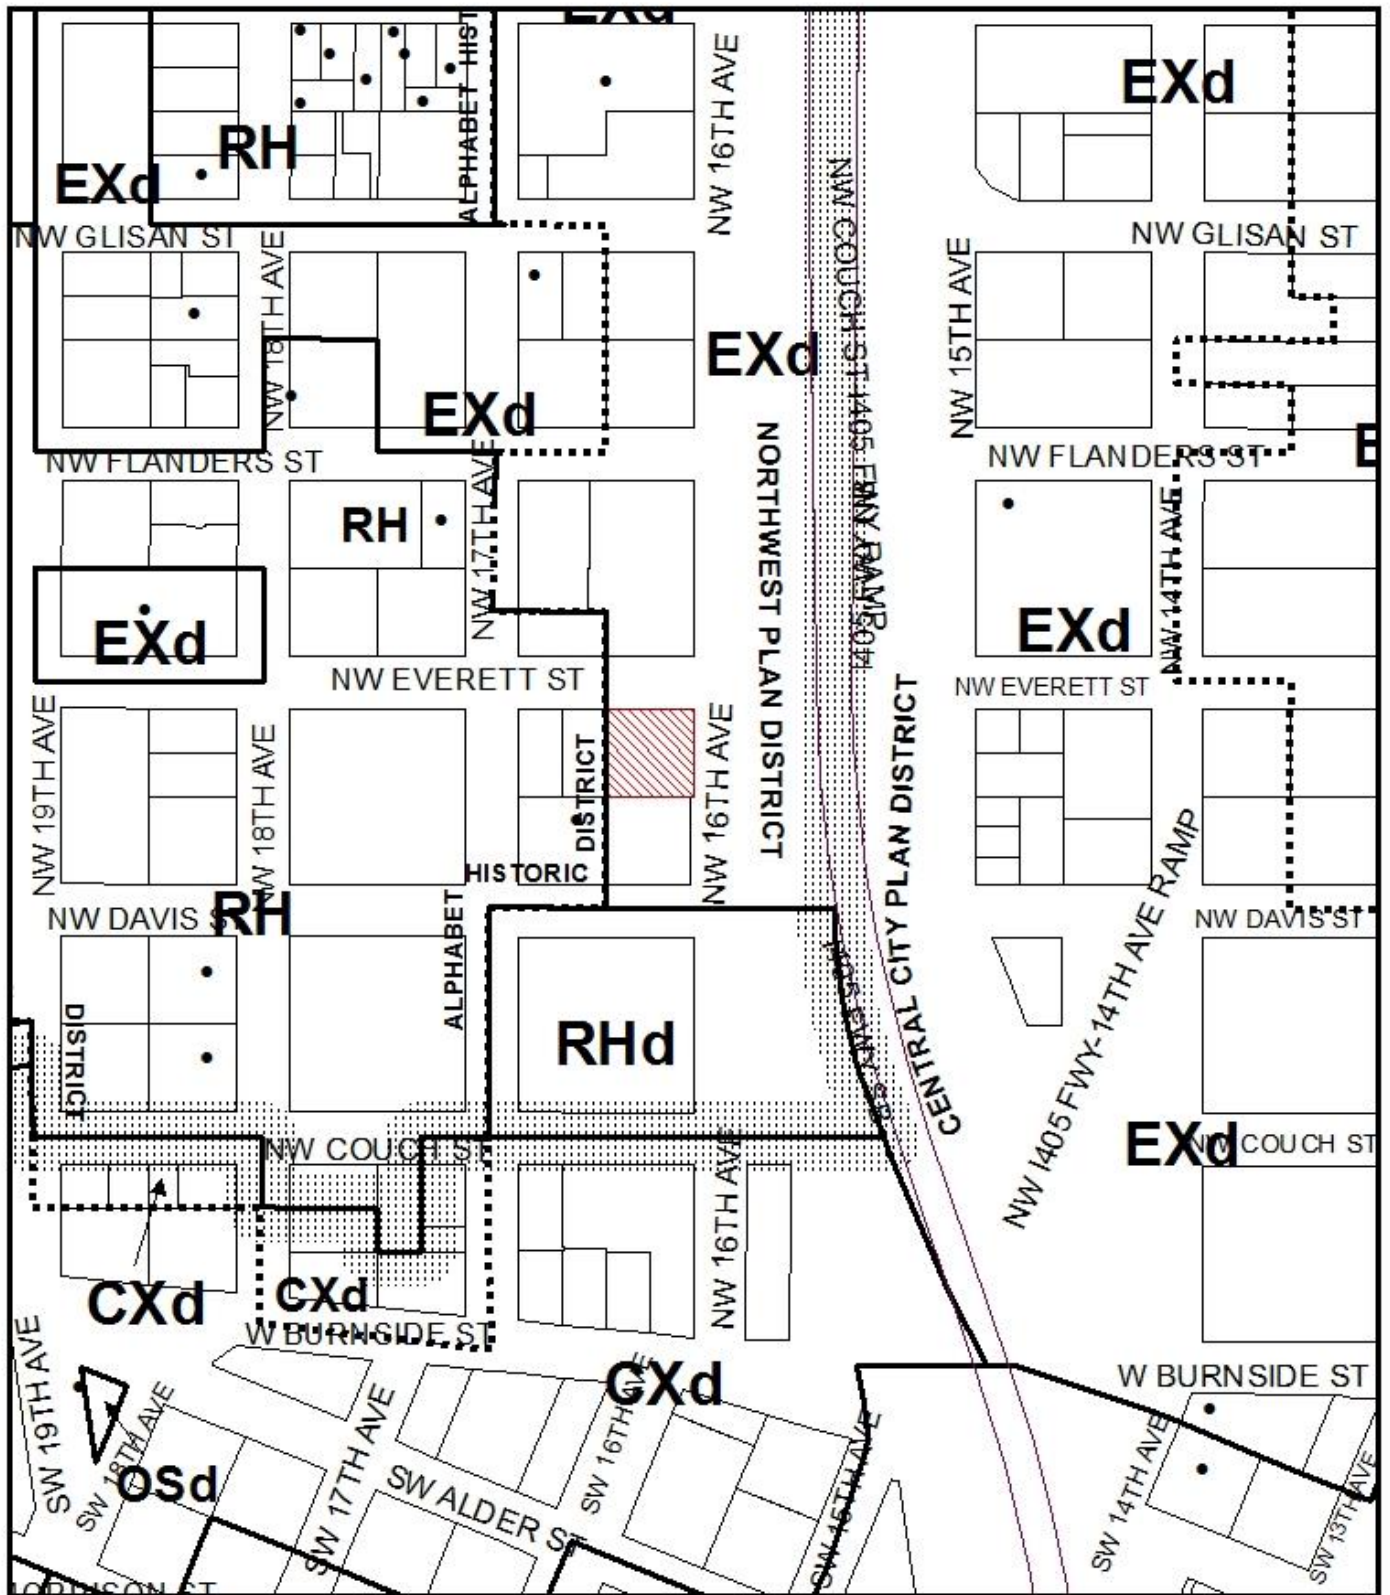 EXd
ALPHABET HIST
NW 16TH AVE
EXd
RH
EXd
NW GLISAN ST
NW GLISAN ST
NW 18TH AVE
NW COUCH ST-I405 FWY RAMP
NW 15TH AVE
EXd
EXd
NW FLANDERS ST
NW FLANDERS ST
E
NW 17TH AVE
NORTHWEST PLAN DISTRICT
RH
NW 14TH AVE
EXd
EXd
NW EVERETT ST
NW EVERETT ST
NW 19TH AVE
NW 18TH AVE
DISTRICT
NW 16TH AVE
CENTRAL CITY PLAN DISTRICT
HISTORIC
ALPHABET
RH
NW DAVIS S
NW DAVIS ST
NW I405 FWY-14TH AVE RAMP
DISTRICT
RHd
NW COUCH ST
NW 16TH AVE
EXd
NW COUCH ST
CXd
CXd
W BURNSIDE ST
SW 19TH AVE
CXd
W BURNSIDE ST
SW 18TH AVE
SW 17TH AVE
SW 16TH AVE
SW 15TH AVE
SW 14TH AVE
SW 13TH AVE
OSd
SW ALDER ST
MORRISON ST